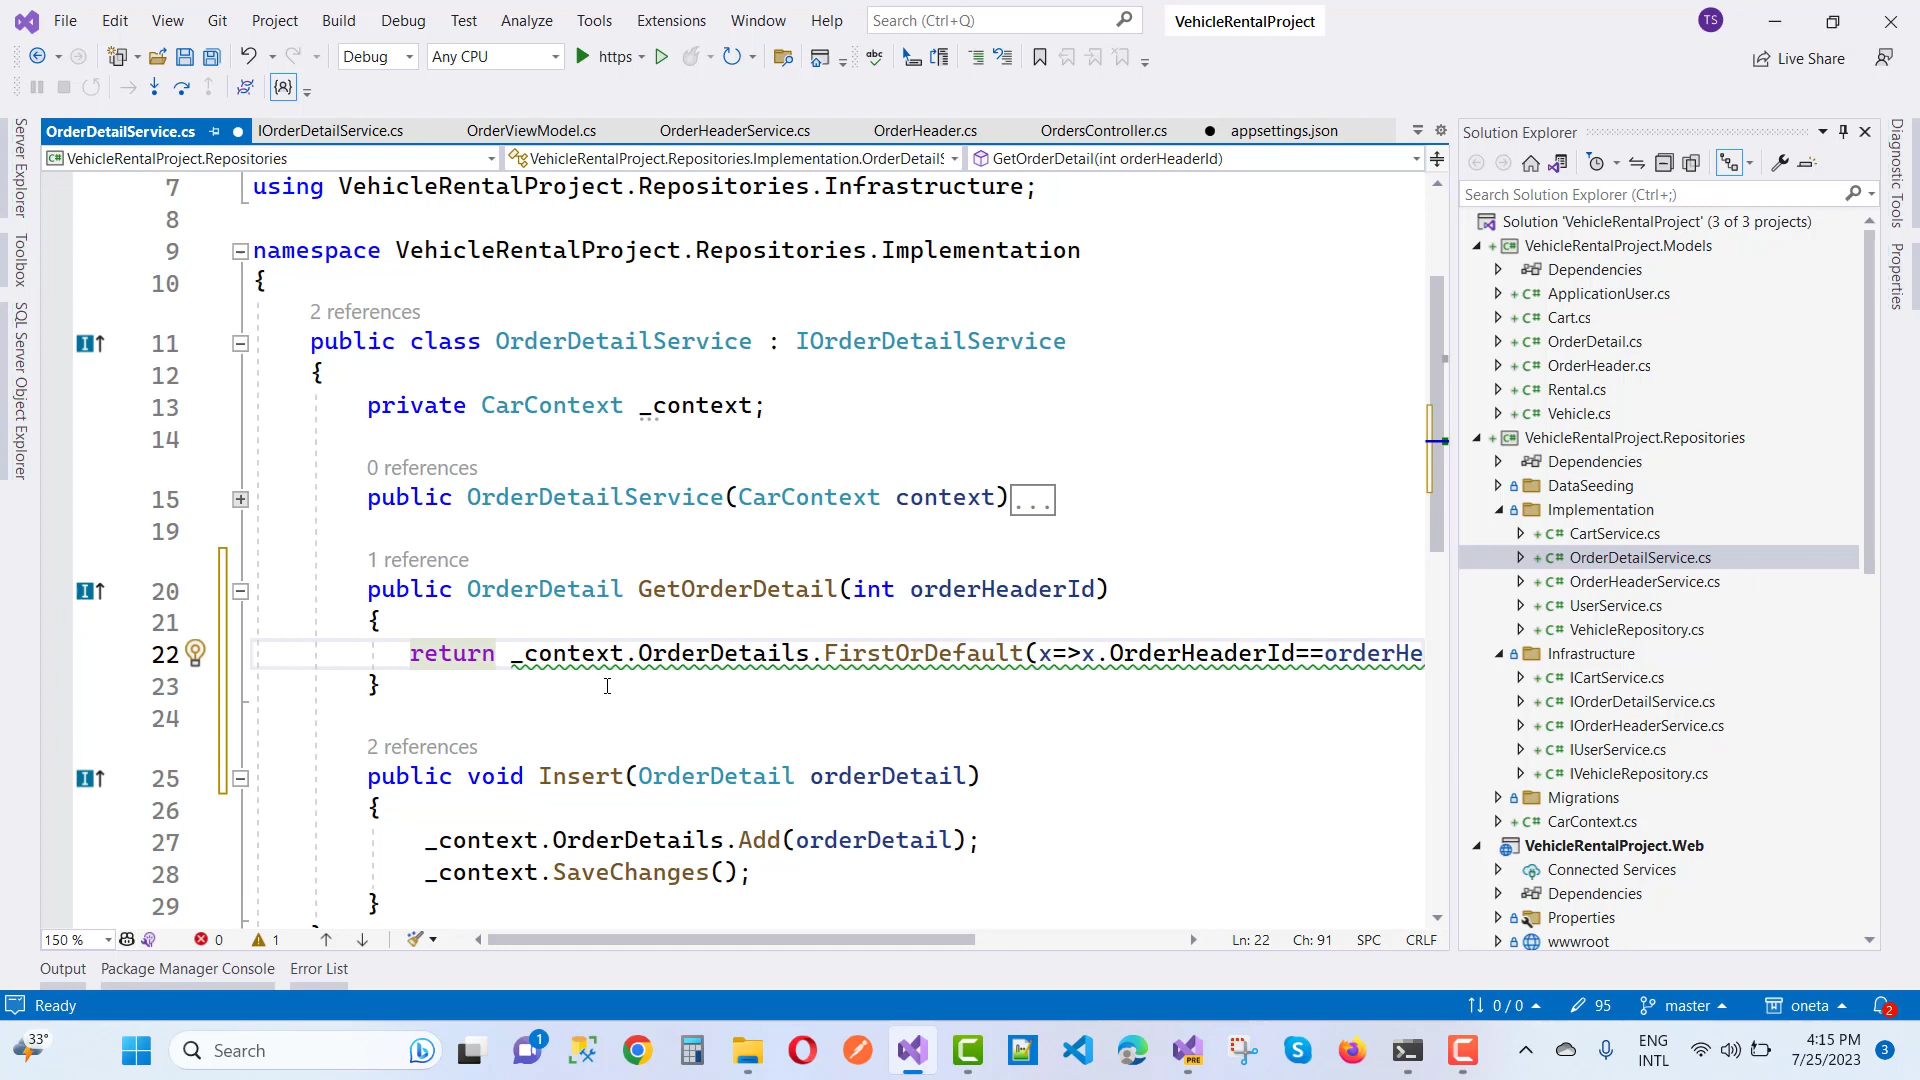 File Edit View Git Project Build Debug Test Analyze Tools Extensions Window Help Search (Ctrl+Q) VehicleRentalProject TS
Debug Any CPU https Live Share
OrderDetailService.cs IOrderDetailService.cs OrderViewModel.cs OrderHeaderService.cs OrderHeader.cs OrdersController.cs appsettings.json
VehicleRentalProject.Repositories VehicleRentalProject.Repositories.Implementation.OrderDetailS GetOrderDetail(int orderHeaderId)
7 using VehicleRentalProject.Repositories.Infrastructure;
8
9 namespace VehicleRentalProject.Repositories.Implementation
10 {
2 references
11 public class OrderDetailService : IOrderDetailService
12 {
13 private CarContext _context;
14
0 references
15 public OrderDetailService(CarContext context)...
19
1 reference
20 public OrderDetail GetOrderDetail(int orderHeaderId)
21 {
22 return _context.OrderDetails.FirstOrDefault(x=>x.OrderHeaderId==orderHe
23 }
24
2 references
25 public void Insert(OrderDetail orderDetail)
26 {
27 _context.OrderDetails.Add(orderDetail);
28 _context.SaveChanges();
29 }
150 % 0 1 Ln: 22 Ch: 91 SPC CRLF
Output Package Manager Console Error List
Server Explorer
Toolbox
SQL Server Object Explorer
Solution Explorer
Search Solution Explorer (Ctrl+;)
Solution 'VehicleRentalProject' (3 of 3 projects)
VehicleRentalProject.Models
Dependencies
ApplicationUser.cs
Cart.cs
OrderDetail.cs
OrderHeader.cs
Rental.cs
Vehicle.cs
VehicleRentalProject.Repositories
Dependencies
DataSeeding
Implementation
CartService.cs
OrderDetailService.cs
OrderHeaderService.cs
UserService.cs
VehicleRepository.cs
Infrastructure
ICartService.cs
IOrderDetailService.cs
IOrderHeaderService.cs
IUserService.cs
IVehicleRepository.cs
Migrations
CarContext.cs
VehicleRentalProject.Web
Connected Services
Dependencies
Properties
wwwroot
Diagnostic Tools
Properties
Ready 0 / 0 95 master oneta 2
33° Search 1 PRE ENG INTL 4:15 PM 7/25/2023 3